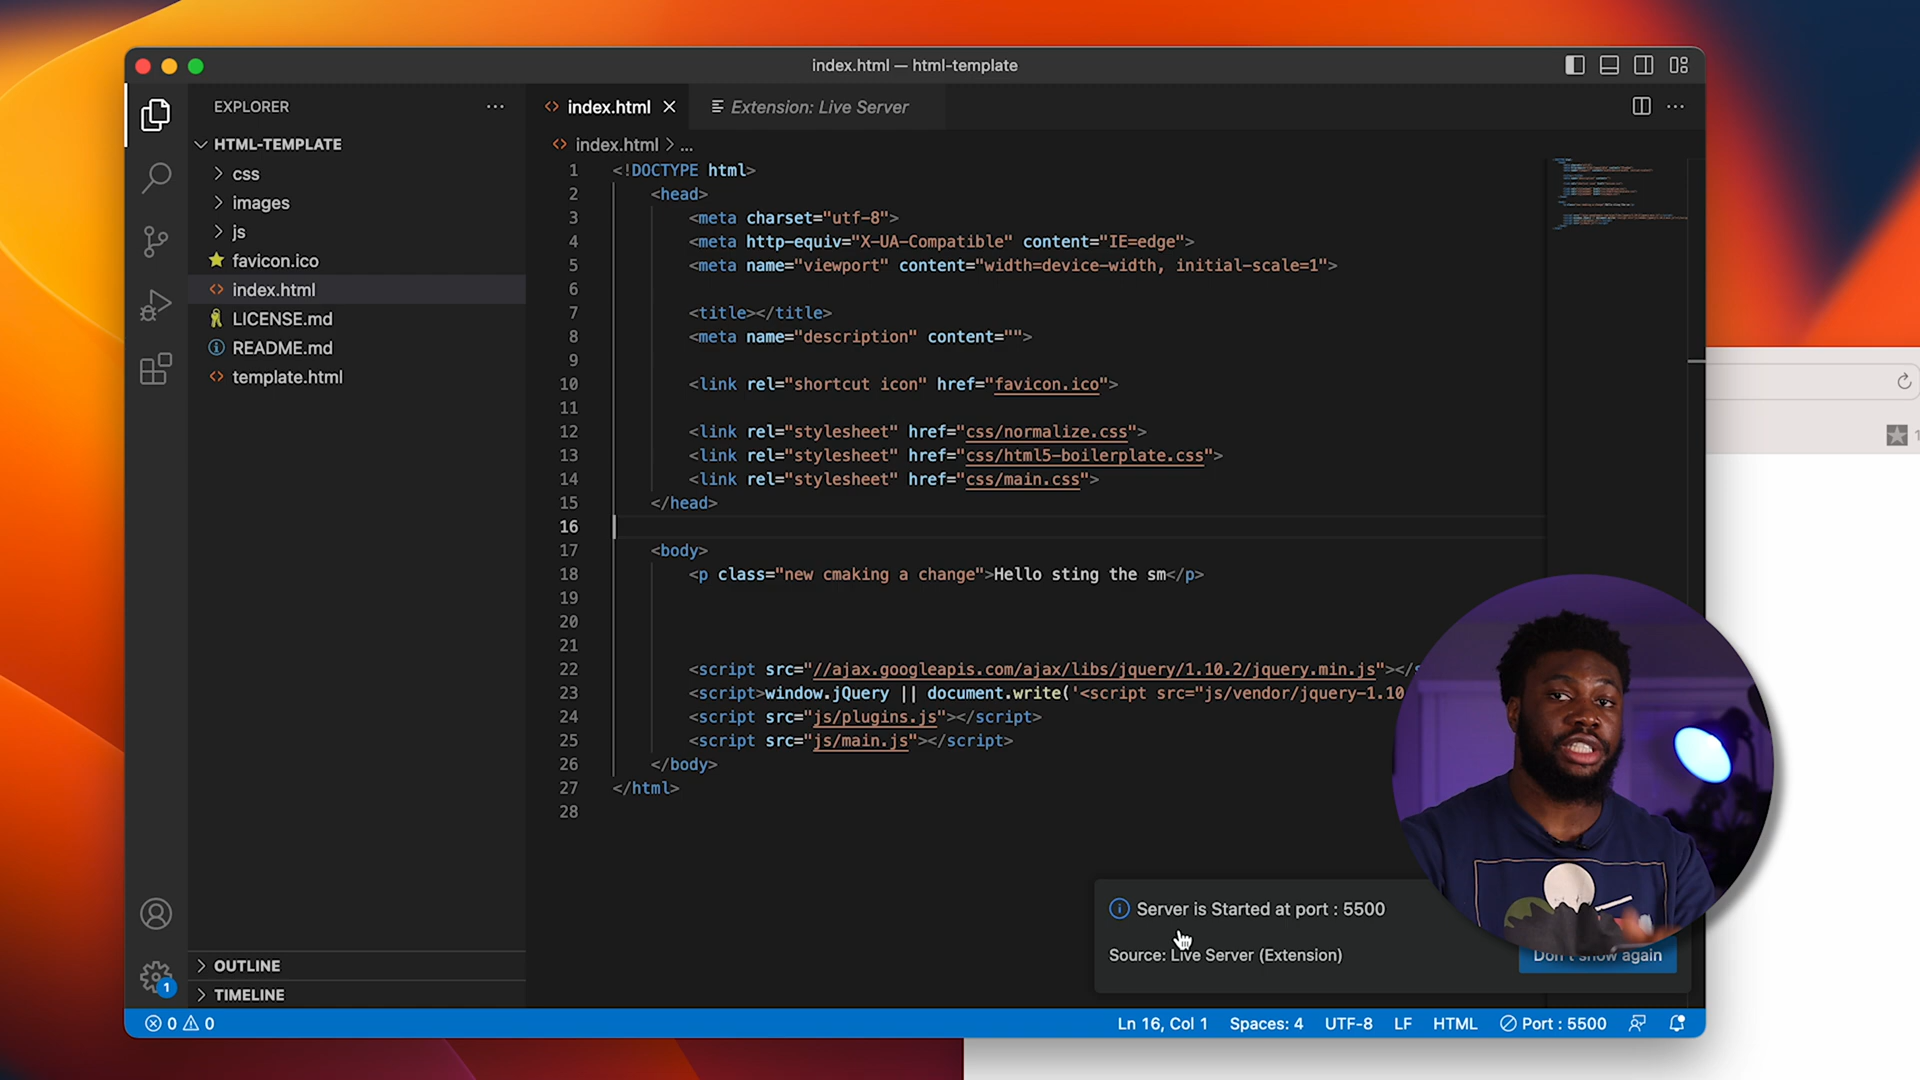 index.html — html-template
EXPLORER
index.html
Extension: Live Server
HTML-TEMPLATE
css
images
js
favicon.ico
index.html
LICENSE.md
README.md
template.html
OUTLINE
TIMELINE
index.html > ...
1 <!DOCTYPE html>
2 <head>
3 <meta charset="utf-8">
4 <meta http-equiv="X-UA-Compatible" content="IE=edge">
5 <meta name="viewport" content="width=device-width, initial-scale=1">
6
7 <title></title>
8 <meta name="description" content="">
9
10 <link rel="shortcut icon" href="favicon.ico">
11
12 <link rel="stylesheet" href="css/normalize.css">
13 <link rel="stylesheet" href="css/html5-boilerplate.css">
14 <link rel="stylesheet" href="css/main.css">
15 </head>
16
17 <body>
18 <p class="new cmaking a change">Hello sting the sm</p>
19
20
21
22 <script src="//ajax.googleapis.com/ajax/libs/jquery/1.10.2/jquery.min.js"></s
23 <script>window.jQuery || document.write('<script src="js/vendor/jquery-1.10
24 <script src="js/plugins.js"></script>
25 <script src="js/main.js"></script>
26 </body>
27 </html>
28
Server is Started at port : 5500
Source: Live Server (Extension)
Don't show again
1
0 0
Ln 16, Col 1 Spaces: 4 UTF-8 LF HTML Port : 5500